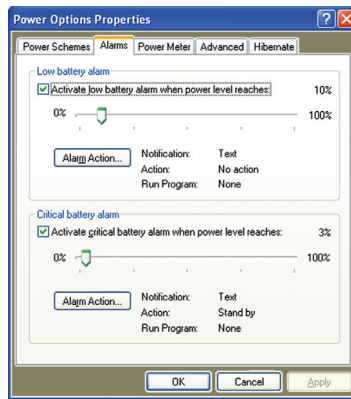 Power Options Properties
Power Schemes Alarms Power Meter Advanced Hibernate
Low battery alarm
Activate low battery alarm when power level reaches: 10%
0% 100%
Alarm Action... Notification: Text
Action: No action
Run Program: None
Critical battery alarm
Activate critical battery alarm when power level reaches: 3%
0% 100%
Alarm Action... Notification: Text
Action: Stand by
Run Program: None
OK Cancel Apply